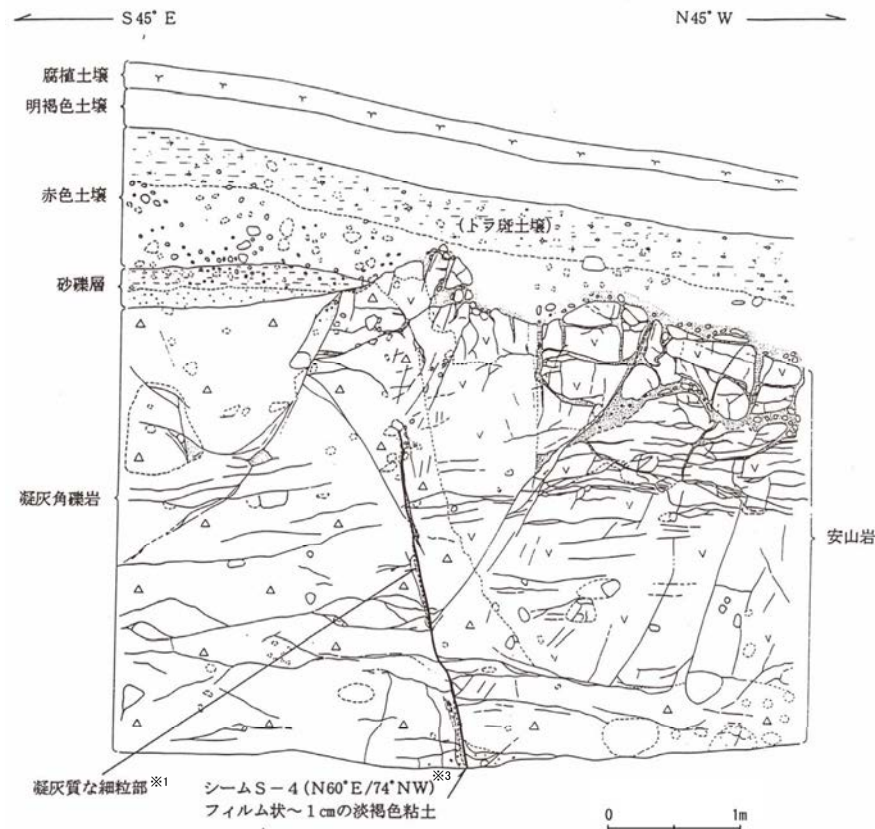 S45°E
N45°W
腐植土壌
明褐色土壌
赤色土壌
(トラ斑土壌)
砂礫層
凝灰角礫岩
安山岩
凝灰質な細粒部※1
シームS-4(N60°E/74°NW)※3
フィルム状～1cmの淡褐色粘土
0 1m